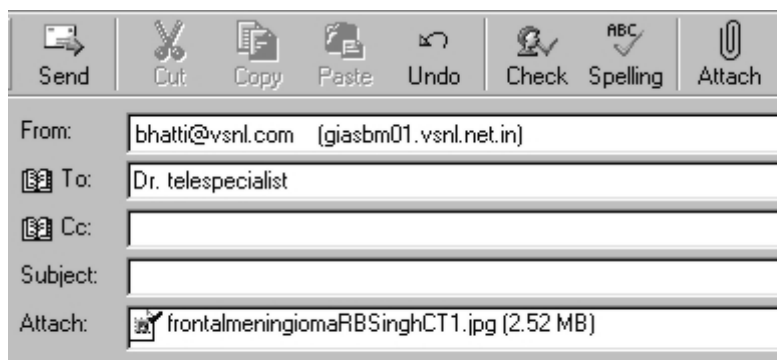 Send Cut Copy Paste Undo ABC Check Spelling Attach
From: bhatti@vsnl.com (giasbm01.vsnl.net.in)
To: Dr. telespecialist
Cc:
Subject:
Attach: frontalmeningiomaRBSinghCT1.jpg (2.52 MB)